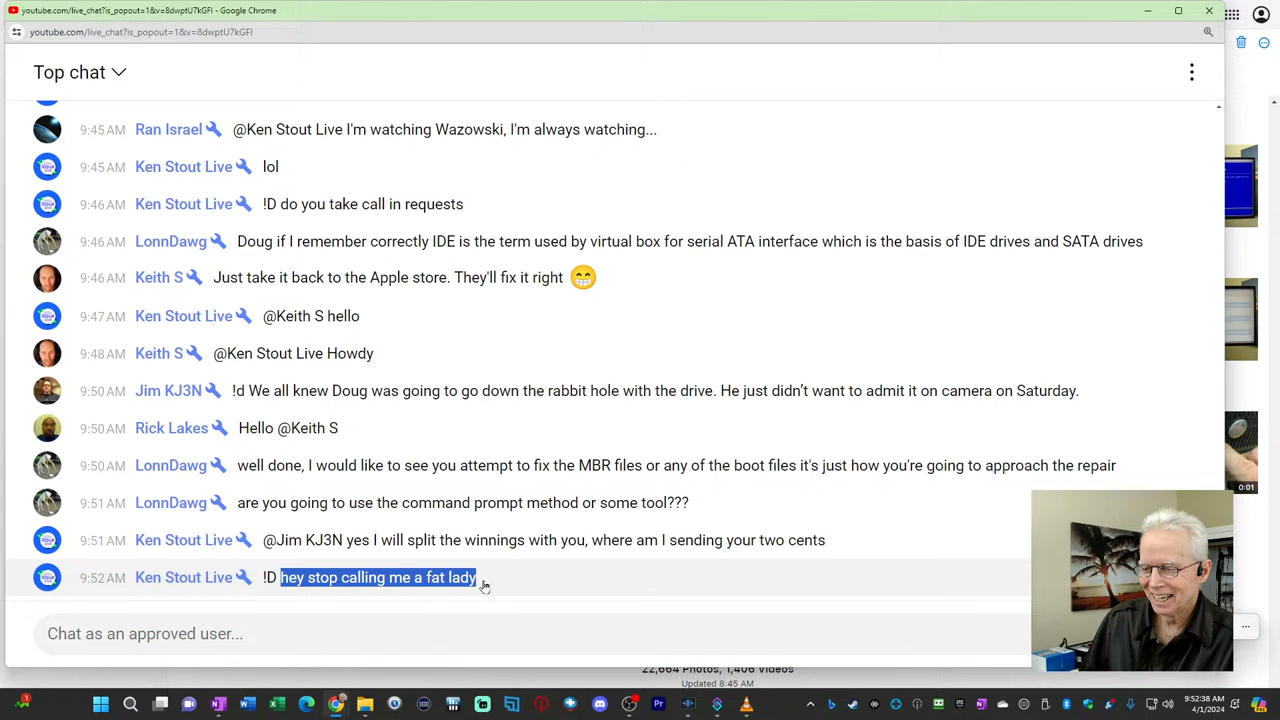 youtube.com/live_chat?is_popout=1&v=8dwptU7kGFI - Google Chrome
youtube.com/live_chat?is_popout=1&v=8dwptU7kGFI
Top chat
9:45 AM Ran Israel @Ken Stout Live I'm watching Wazowski, I'm always watching...
9:45 AM Ken Stout Live lol
9:46 AM Ken Stout Live !D do you take call in requests
9:46 AM LonnDawg Doug if I remember correctly IDE is the term used by virtual box for serial ATA interface which is the basis of IDE drives and SATA drives
9:46 AM Keith S Just take it back to the Apple store. They'll fix it right 😁
9:47 AM Ken Stout Live @Keith S hello
9:48 AM Keith S @Ken Stout Live Howdy
9:50 AM Jim KJ3N !d We all knew Doug was going to go down the rabbit hole with the drive. He just didn't want to admit it on camera on Saturday.
9:50 AM Rick Lakes Hello @Keith S
9:50 AM LonnDawg well done, I would like to see you attempt to fix the MBR files or any of the boot files it's just how you're going to approach the repair
0:01
9:51 AM LonnDawg are you going to use the command prompt method or some tool???
9:51 AM Ken Stout Live @Jim KJ3N yes I will split the winnings with you, where am I sending your two cents
9:52 AM Ken Stout Live !D hey stop calling me a fat lady
Chat as an approved user...
22,664 Photos, 1,406 Videos
Updated 8:45 AM
9:52:38 AM
4/1/2024